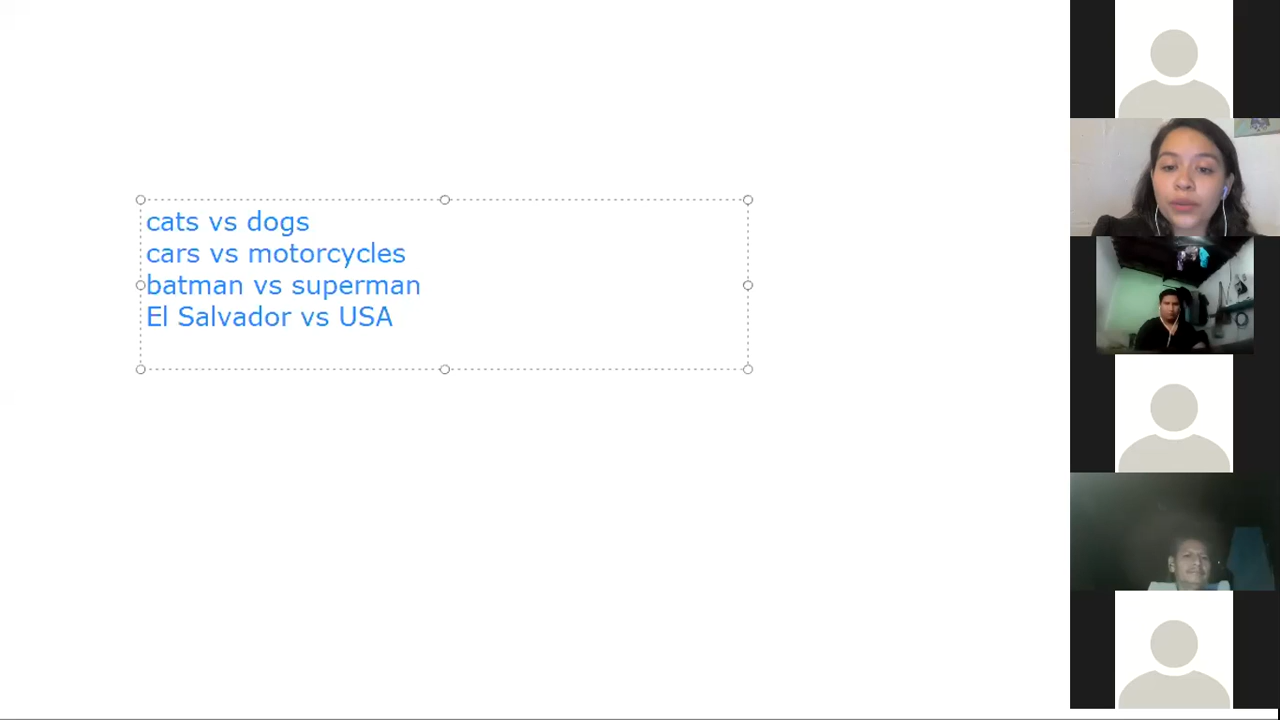 cats vs dogs
cars vs motorcycles
batman vs superman
El Salvador vs USA